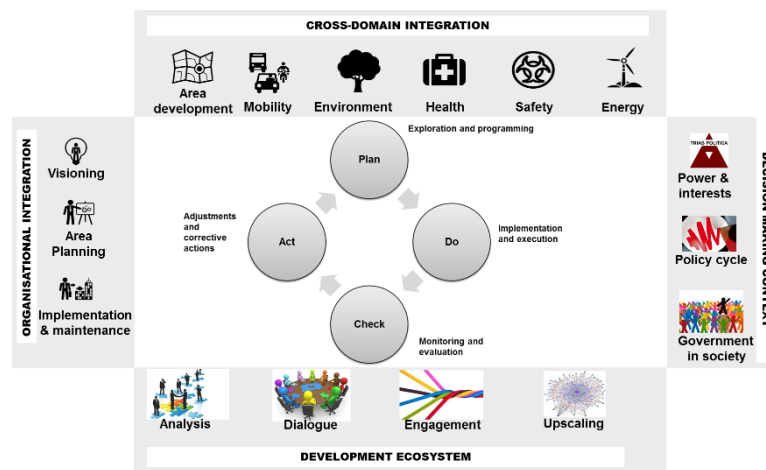 CROSS-DOMAIN INTEGRATION
Area
development
Mobility
Environment
Health
Safety
Energy
ORGANISATIONAL INTEGRATION
Visioning
Area
Planning
Implementation
& maintenance
Exploration and programming
Plan
Adjustments
and
corrective
actions
Act
Do
Implementation
and execution
Check
Monitoring and
evaluation
TRIAS POLITICA
Power &
interests
Policy cycle
Government
in society
DECISION MAKING CONTEXT
Analysis
Dialogue
Engagement
Upscaling
DEVELOPMENT ECOSYSTEM